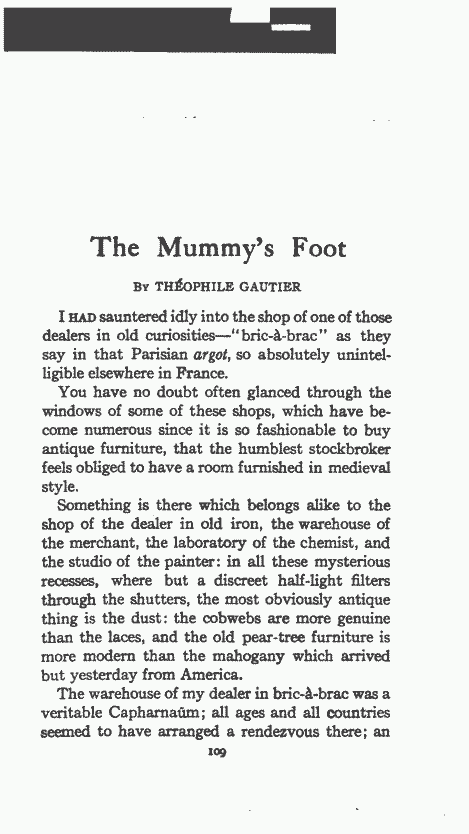 The Mummy's Foot
By THÉOPHILE GAUTIER
I HAD sauntered idly into the shop of one of those
dealers in old curiosities—"bric-à-brac" as they
say in that Parisian argot, so absolutely unintel-
ligible elsewhere in France.
You have no doubt often glanced through the
windows of some of these shops, which have be-
come numerous since it is so fashionable to buy
antique furniture, that the humblest stockbroker
feels obliged to have a room furnished in medieval
style.
Something is there which belongs alike to the
shop of the dealer in old iron, the warehouse of
the merchant, the laboratory of the chemist, and
the studio of the painter: in all these mysterious
recesses, where but a discreet half-light filters
through the shutters, the most obviously antique
thing is the dust: the cobwebs are more genuine
than the laces, and the old pear-tree furniture is
more modern than the mahogany which arrived
but yesterday from America.
The warehouse of my dealer in bric-à-brac was a
veritable Capharnaûm; all ages and all countries
seemed to have arranged a rendezvous there; an
109